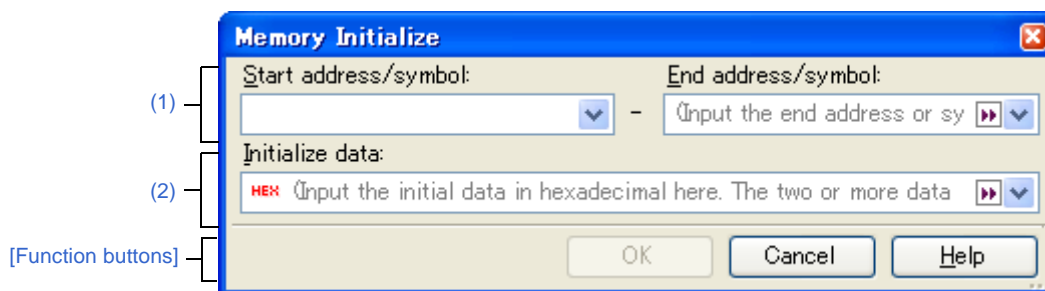 Memory Initialize
(1)
Start address/symbol:
End address/symbol:
-
(Input the end address or sy
(2)
Initialize data:
HEX (Input the initial data in hexadecimal here. The two or more data
[Function buttons]
OK
Cancel
Help